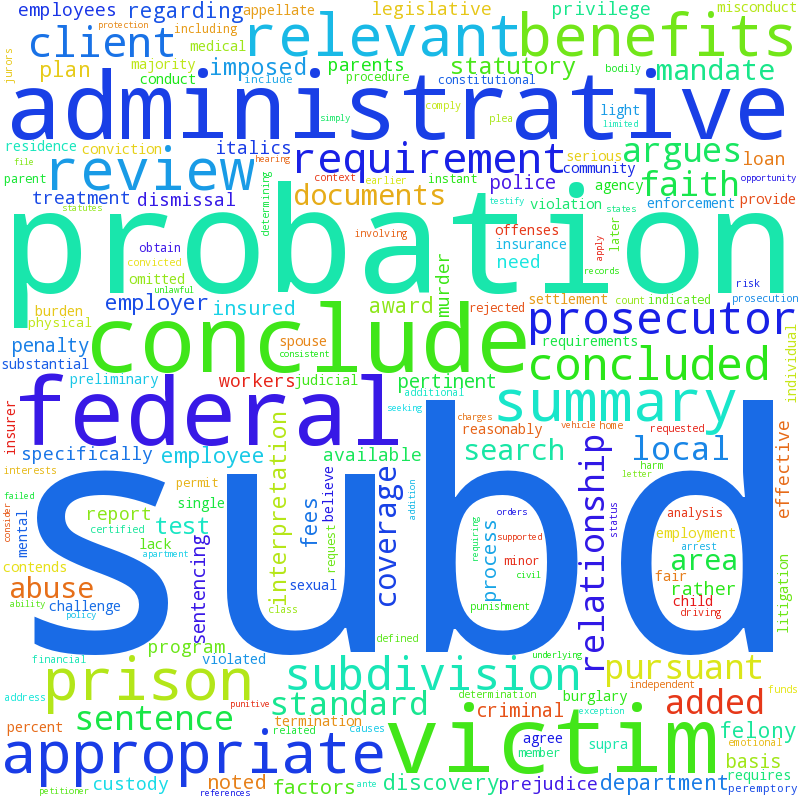 employees regarding appellate legislative privilege misconduct
protection including
client relevant benefits
jurors medical
majority imposed parents statutory mandate
plan conduct include procedure constitutional bodily
administrative
simply comply plea light limited
residence conviction italics requirement serious argues loan
file hearing community
review context earlier instant police agency faith opportunity
parent determining
treatment dismissal documents testify violation states enforcement provide
statutes
probation
involving offenses apply later
obtain insurance
convicted need
omitted unlawful records risk
burden employer insured murder award rejected settlement count indicated prosecution
physical
conclude prosecutor
penalty spouse requirements individual
substantial consistent concluded
preliminary workers judicial pertinent
federal additional summary
insurer seeking charges vehicle home requested
reasonably
specifically employee interpretation available search relationship local effective
interests harm
letter
subd
failed permit coverage
consider mental report single fees believe addition orders status analysis
certified test request process supported employment
lack requiring arrest
contends apartment sentencing minor area
abuse sexual civil fair
ability challenge class punishment rather litigation
policy child
driving
program defined
violated underlying
financial prison subdivision pursuant
independent
address punitive standard determination burglary added funds
percent sentence termination criminal exception felony
related causes agree supra emotional
appropriate victim member basis
custody noted factors discovery prejudice department requires
petitioner references ante peremptory